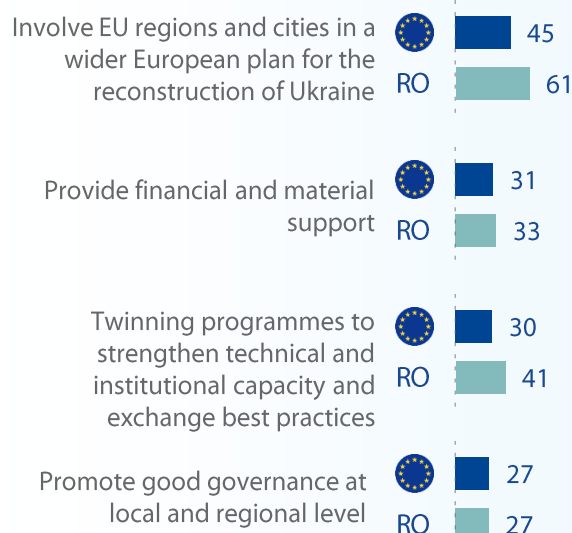 Involve EU regions and cities in a
wider European plan for the
reconstruction of Ukraine
45
RO
61
Provide financial and material
support
31
RO
33
Twinning programmes to
strengthen technical and
institutional capacity and
exchange best practices
30
RO
41
Promote good governance at
local and regional level
27
RO
27